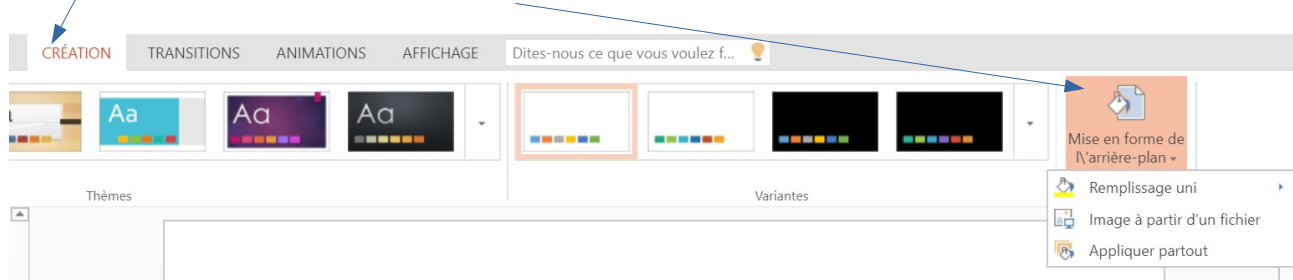 CRÉATION TRANSITIONS ANIMATIONS AFFICHAGE Dites-nous ce que vous voulez f...
Aa Aa Aa
Mise en forme de
l\'arrière-plan
Thèmes Variantes
Remplissage uni
Image à partir d'un fichier
Appliquer partout